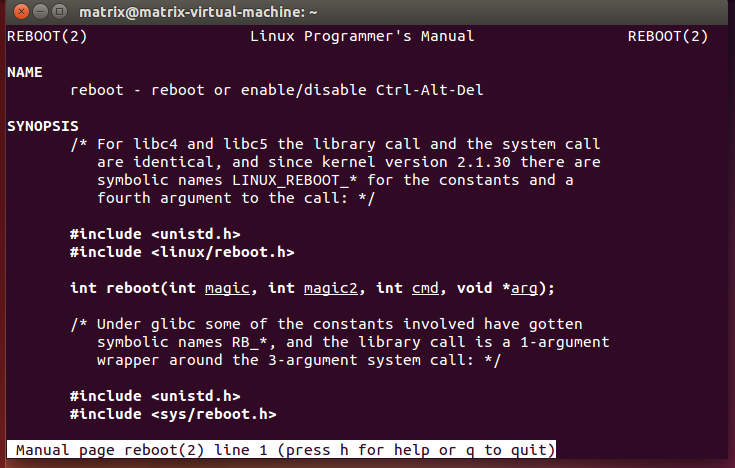 matrix@matrix-virtual-machine: ~
REBOOT(2) Linux Programmer's Manual REBOOT(2)
NAME
reboot - reboot or enable/disable Ctrl-Alt-Del
SYNOPSIS
/* For libc4 and libc5 the library call and the system call
are identical, and since kernel version 2.1.30 there are
symbolic names LINUX_REBOOT_* for the constants and a
fourth argument to the call: */
#include <unistd.h>
#include <linux/reboot.h>
int reboot(int magic, int magic2, int cmd, void *arg);
/* Under glibc some of the constants involved have gotten
symbolic names RB_*, and the library call is a 1-argument
wrapper around the 3-argument system call: */
#include <unistd.h>
#include <sys/reboot.h>
Manual page reboot(2) line 1 (press h for help or q to quit)